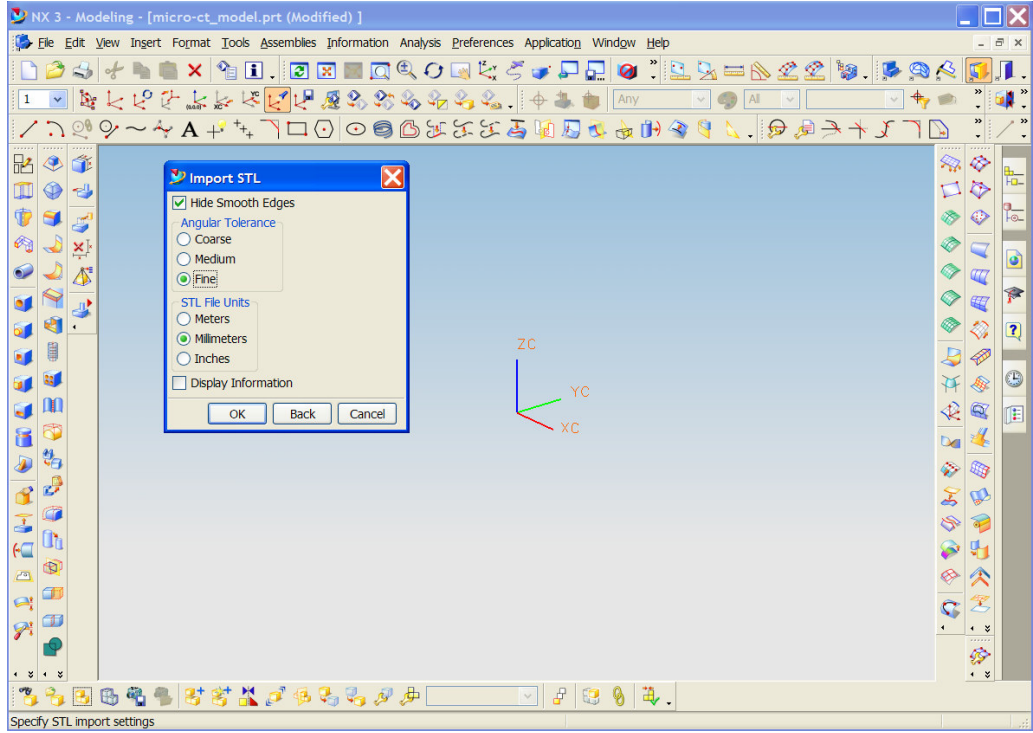 NX 3 - Modeling - [micro-ct_model.prt (Modified) ]
File Edit View Insert Format Tools Assemblies Information Analysis Preferences Application Window Help
1
Any
All
Import STL
Hide Smooth Edges
Angular Tolerance
Coarse
Medium
Fine
STL File Units
Meters
Millimeters
Inches
Display Information
OK Back Cancel
ZC
YC
XC
Specify STL import settings